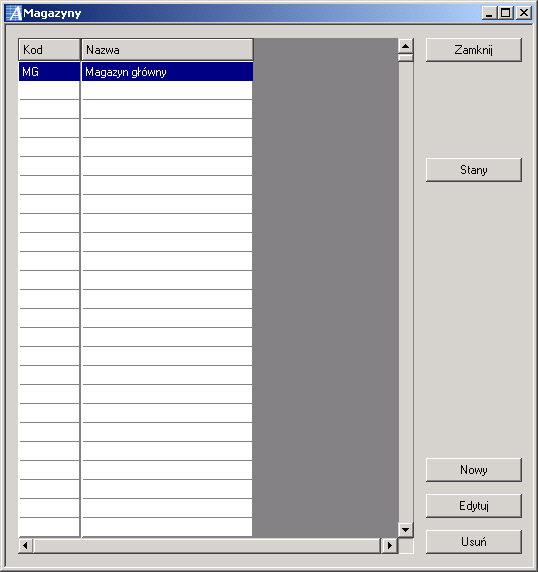 Magazyny
Kod Nazwa
MG Magazyn główny
Zamknij
Stany
Nowy
Edytuj
Usuń